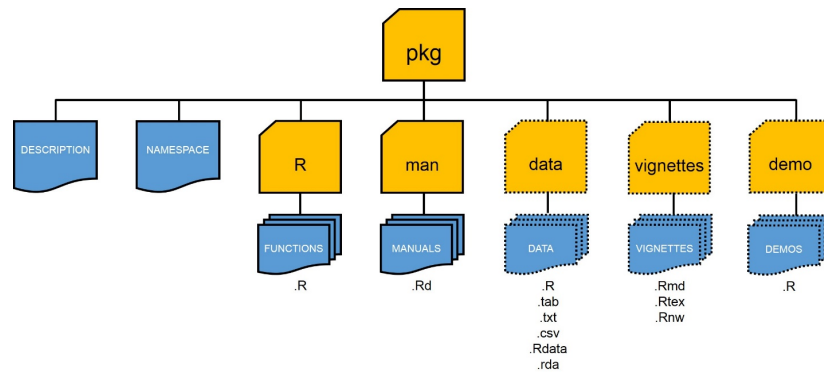 pkg
DESCRIPTION
NAMESPACE
R
man
data
vignettes
demo
FUNCTIONS
MANUALS
DATA
VIGNETTES
DEMOS
.R
.Rd
.R
.tab
.txt
.csv
.Rdata
.rda
.Rmd
.Rtex
.Rnw
.R